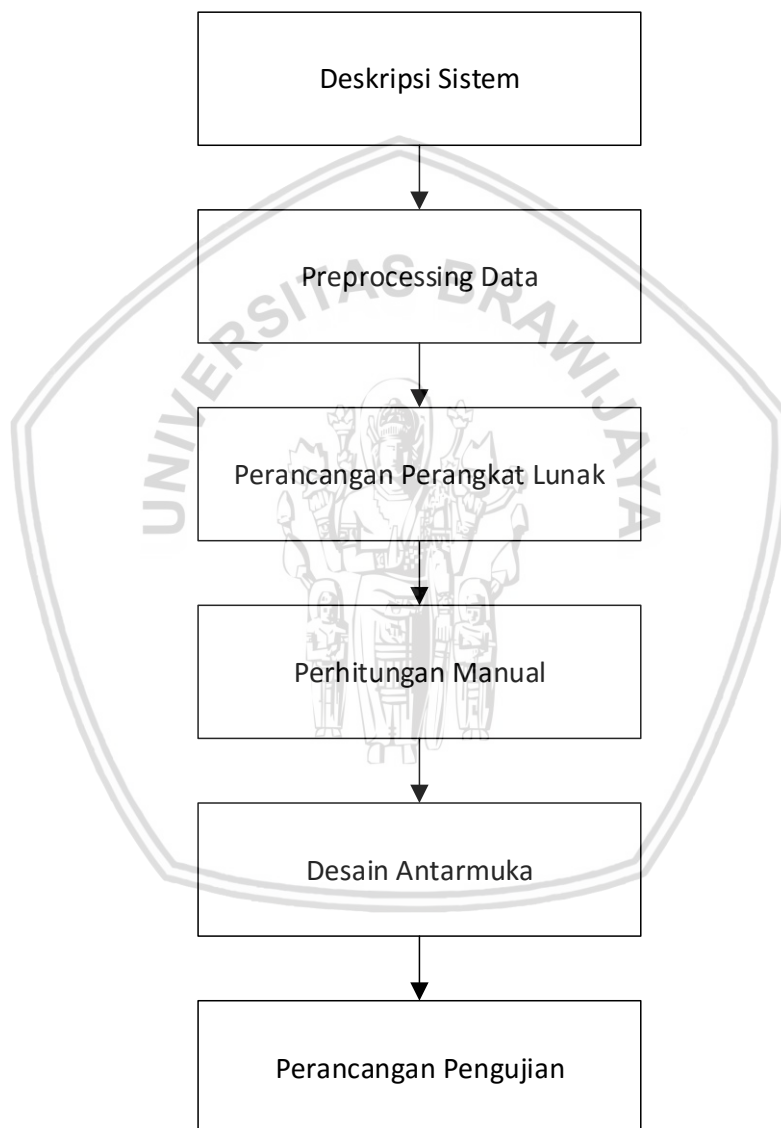 Deskripsi Sistem
Preprocessing Data
UNIVERSITAS BRAWIJAYA
Perancangan Perangkat Lunak
Perhitungan Manual
Desain Antarmuka
Perancangan Pengujian